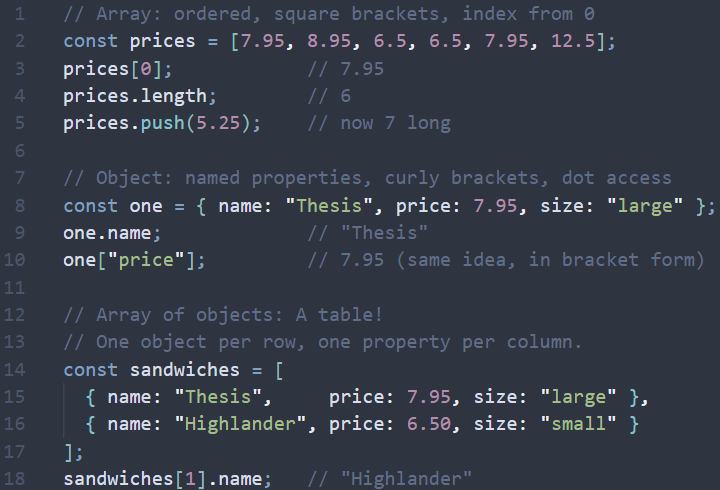 1 // Array: ordered, square brackets, index from 0
2 const prices = [7.95, 8.95, 6.5, 6.5, 7.95, 12.5];
3 prices[0];            // 7.95
4 prices.length;        // 6
5 prices.push(5.25);    // now 7 long
6
7 // Object: named properties, curly brackets, dot access
8 const one = { name: "Thesis", price: 7.95, size: "large" };
9 one.name;             // "Thesis"
10 one["price"];         // 7.95 (same idea, in bracket form)
11
12 // Array of objects: A table!
13 // One object per row, one property per column.
14 const sandwiches = [
15   { name: "Thesis",     price: 7.95, size: "large" },
16   { name: "Highlander", price: 6.50, size: "small" }
17 ];
18 sandwiches[1].name;   // "Highlander"